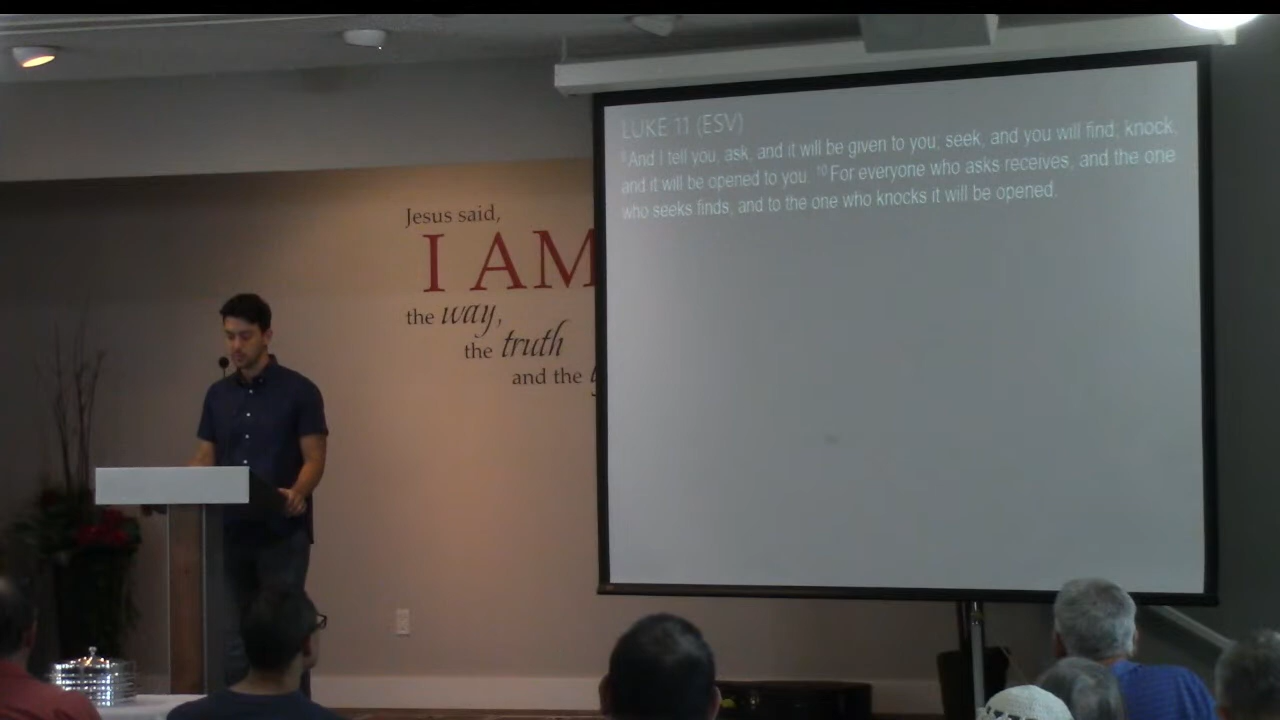 Jesus said,
I AM
the way,
the truth
and the
LUKE 11 (ESV)
9 And I tell you, ask, and it will be given to you; seek, and you will find; knock,
and it will be opened to you. 10 For everyone who asks receives, and the one
who seeks finds, and to the one who knocks it will be opened.